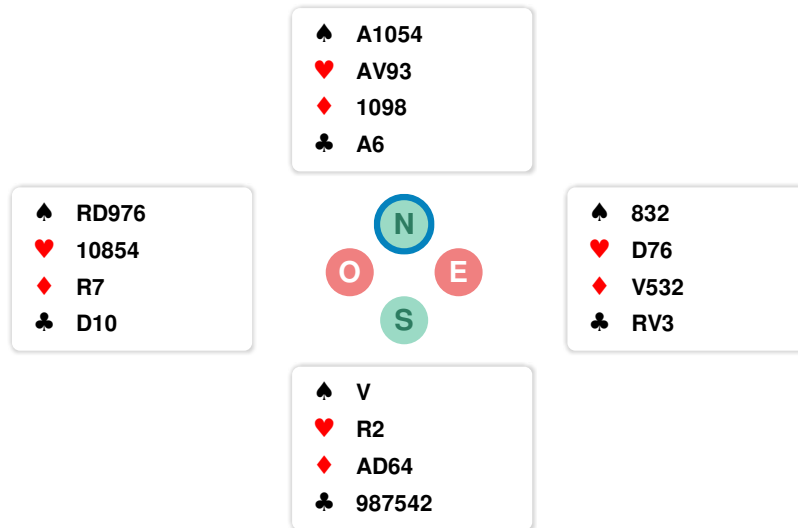 ♠ A1054
♥ AV93
♦ 1098
♣ A6
♠ RD976
♥ 10854
♦ R7
♣ D10
N
O E
S
♠ 832
♥ D76
♦ V532
♣ RV3
♠ V
♥ R2
♦ AD64
♣ 987542